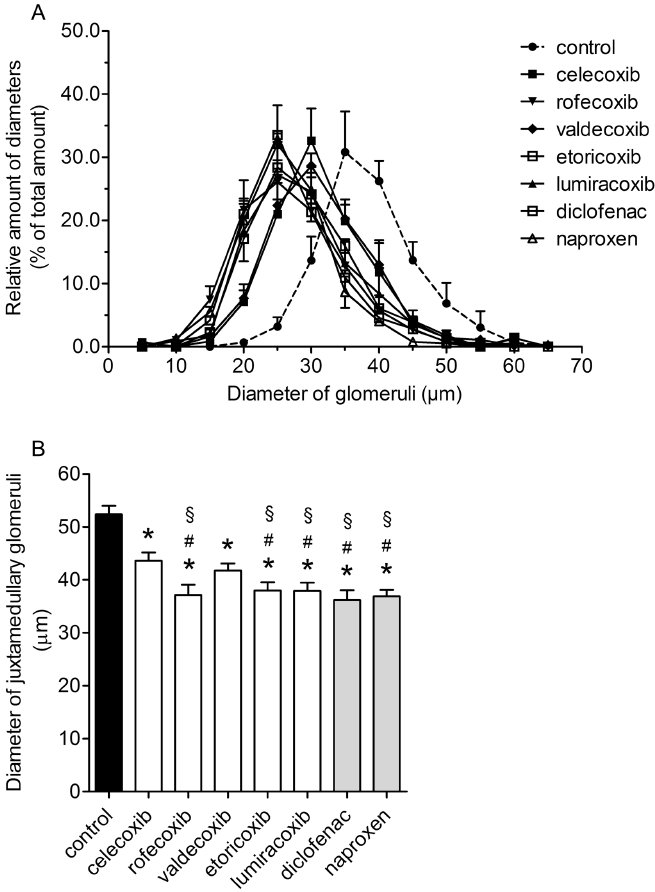 A
50.0
40.0
30.0
20.0
10.0
0.0
Relative amount of diameters
(% of total amount)
0 10 20 30 40 50 60 70
Diameter of glomeruli (µm)
control
celecoxib
rofecoxib
valdecoxib
etoricoxib
lumiracoxib
diclofenac
naproxen
B
60
50
40
30
20
10
0
Diameter of juxtamedullary glomeruli
(µm)
§ § § § §
# # # # #
* * * * * * *
control
celecoxib
rofecoxib
valdecoxib
etoricoxib
lumiracoxib
diclofenac
naproxen